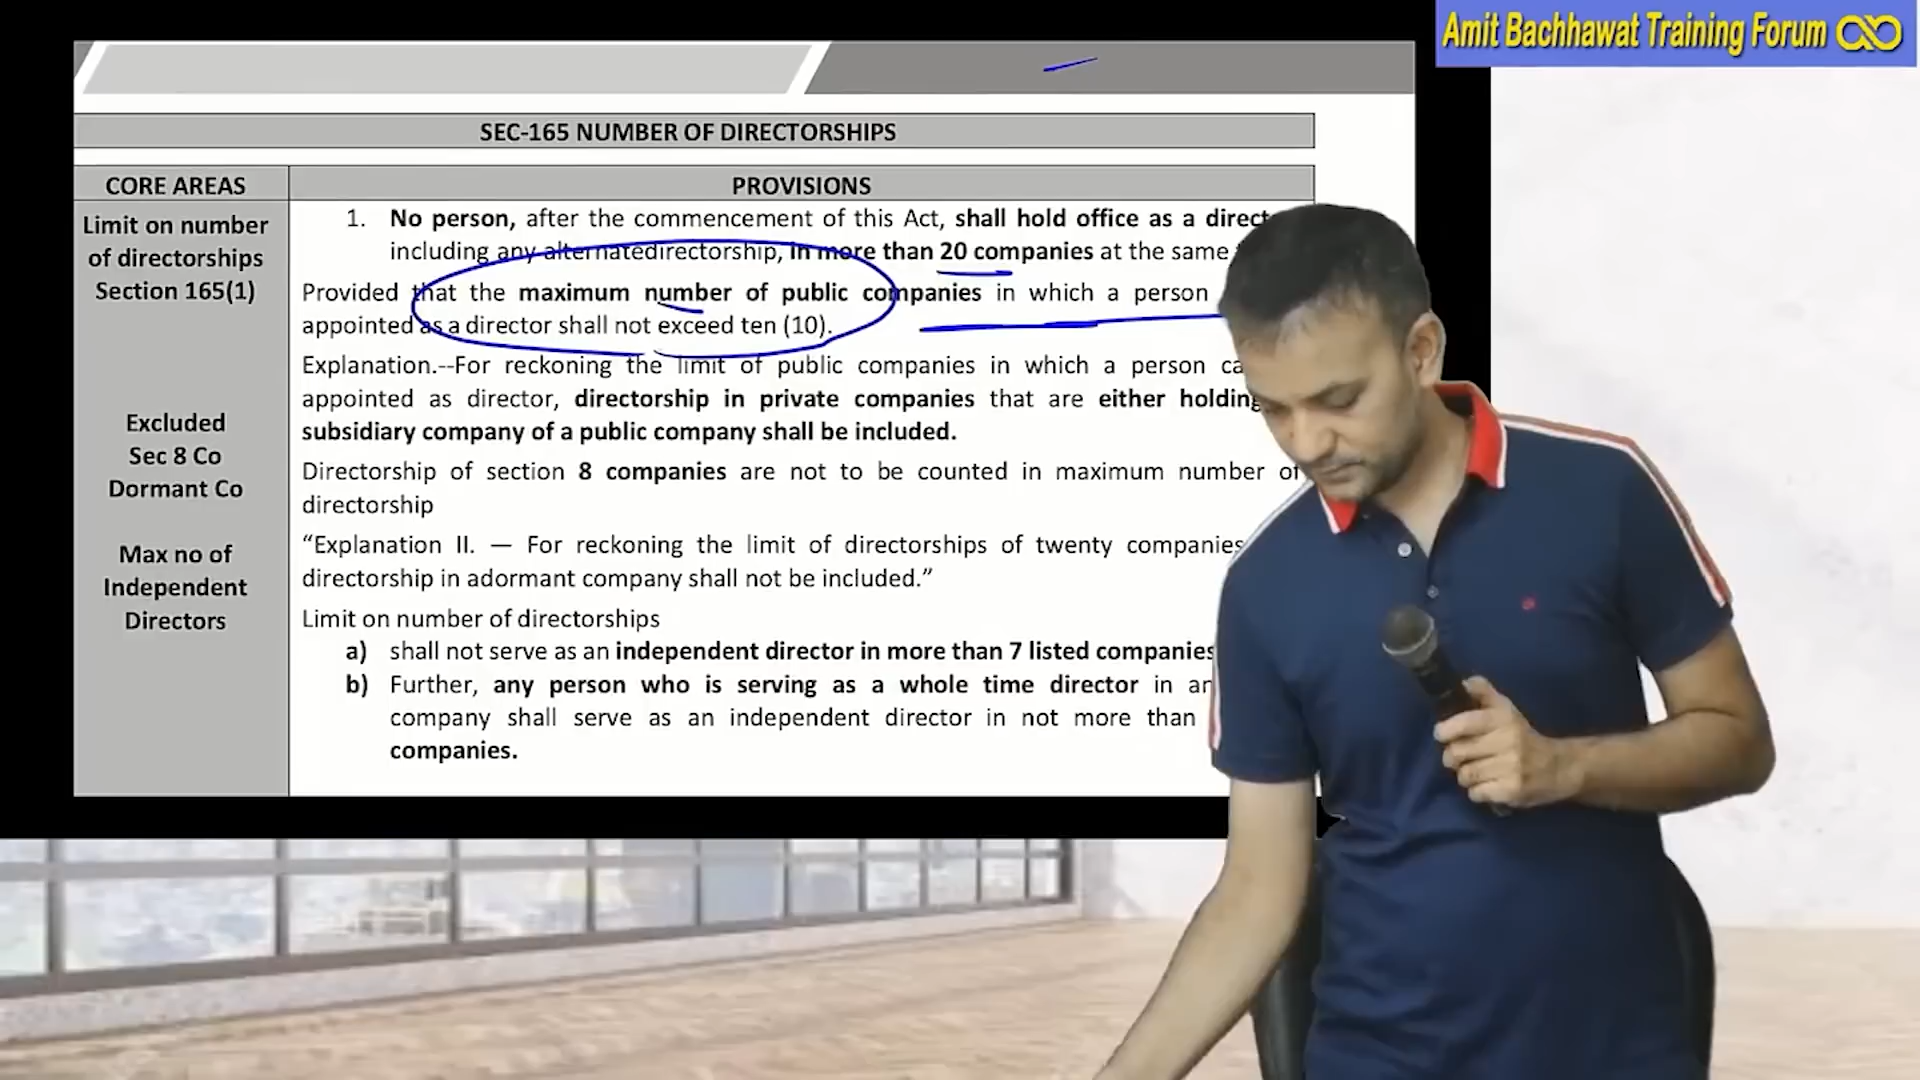 Amit Bachhawat Training Forum
SEC-165 NUMBER OF DIRECTORSHIPS
CORE AREAS
PROVISIONS
Limit on number
of directorships
Section 165(1)
Excluded
Sec 8 Co
Dormant Co
Max no of
Independent
Directors
1. No person, after the commencement of this Act, shall hold office as a
including any alternatedirectorship, in more than 20 companies at the same
Provided that the maximum number of public companies in which a person
appointed as a director shall not exceed ten (10).
Explanation.--For reckoning the limit of public companies in which a person
appointed as director, directorship in private companies that are either holding
subsidiary company of a public company shall be included.
Directorship of section 8 companies are not to be counted in maximum number of
directorship
“Explanation II. — For reckoning the limit of directorships of twenty companies
directorship in adormant company shall not be included.”
Limit on number of directorships
a) shall not serve as an independent director in more than 7 listed companies
b) Further, any person who is serving as a whole time director in
company shall serve as an independent director in not more than
companies.